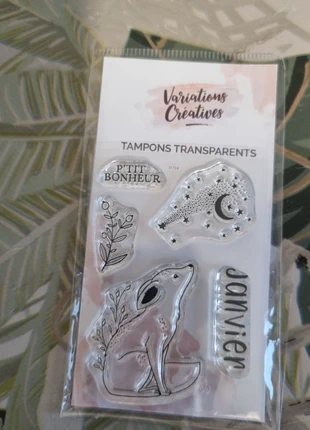 Variations
Créatives
TAMPONS TRANSPARENTS
P'TIT
BONHEUR
Janvier